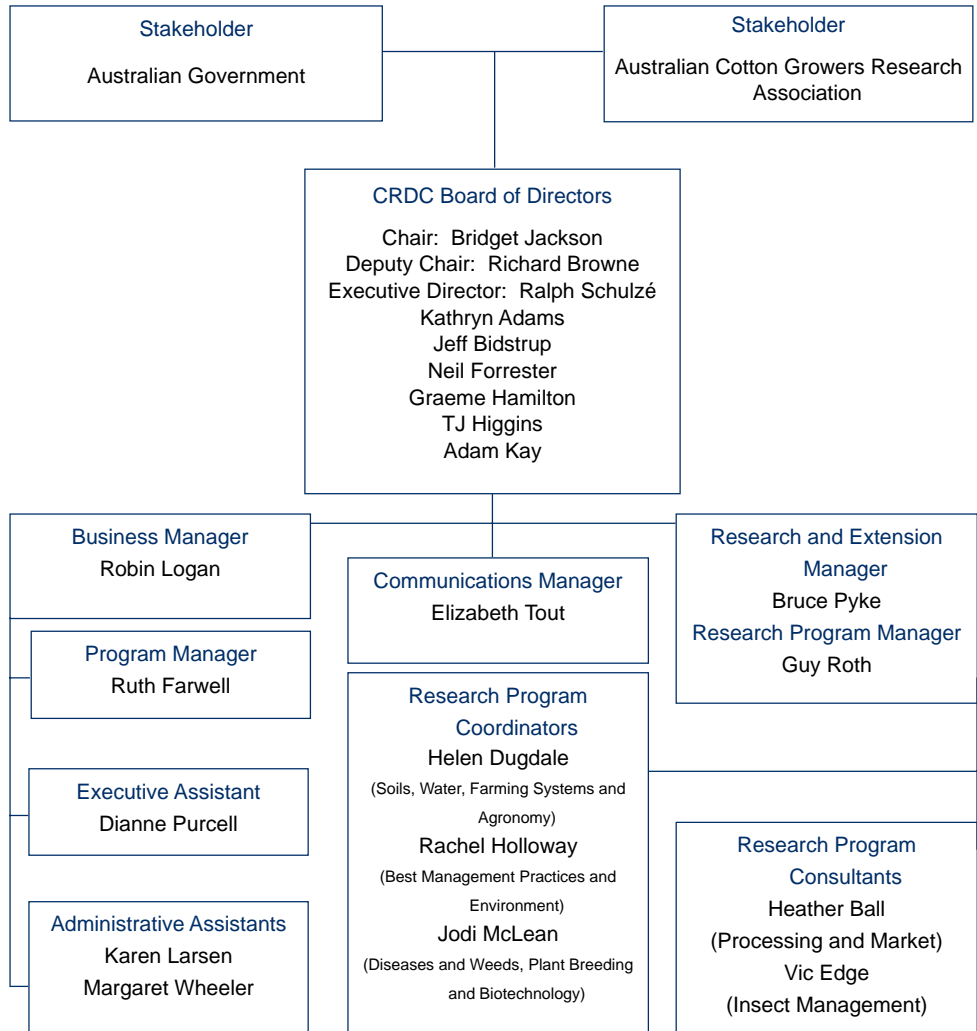 Stakeholder
Australian Government
Stakeholder
Australian Cotton Growers Research
Association
CRDC Board of Directors
Chair:  Bridget Jackson
Deputy Chair:  Richard Browne
Executive Director:  Ralph Schulzé
Kathryn Adams
Jeff Bidstrup
Neil Forrester
Graeme Hamilton
TJ Higgins
Adam Kay
Business Manager
Robin Logan
Program Manager
Ruth Farwell
Executive Assistant
Dianne Purcell
Administrative Assistants
Karen Larsen
Margaret Wheeler
Communications Manager
Elizabeth Tout
Research Program
Coordinators
Helen Dugdale
(Soils, Water, Farming Systems and
Agronomy)
Rachel Holloway
(Best Management Practices and
Environment)
Jodi McLean
(Diseases and Weeds, Plant Breeding
and Biotechnology)
Research and Extension
Manager
Bruce Pyke
Research Program Manager
Guy Roth
Research Program
Consultants
Heather Ball
(Processing and Market)
Vic Edge
(Insect Management)